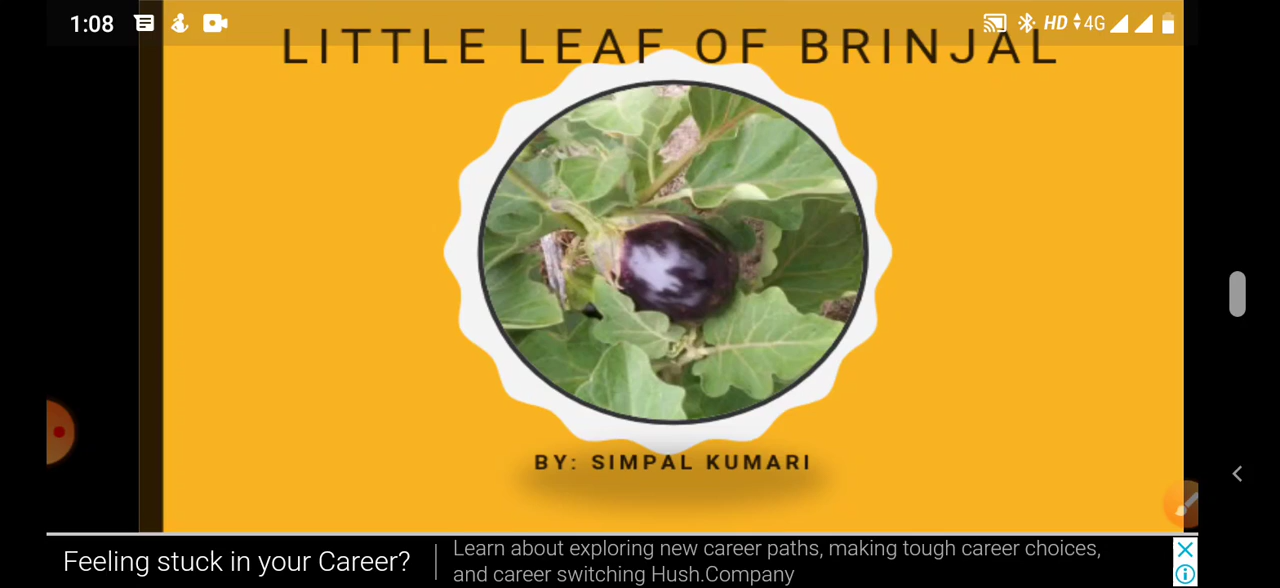 1:08
HD 4G
LITTLE LEAF OF BRINJAL
BY: SIMPAL KUMARI
Feeling stuck in your Career?
Learn about exploring new career paths, making tough career choices,
and career switching Hush.Company